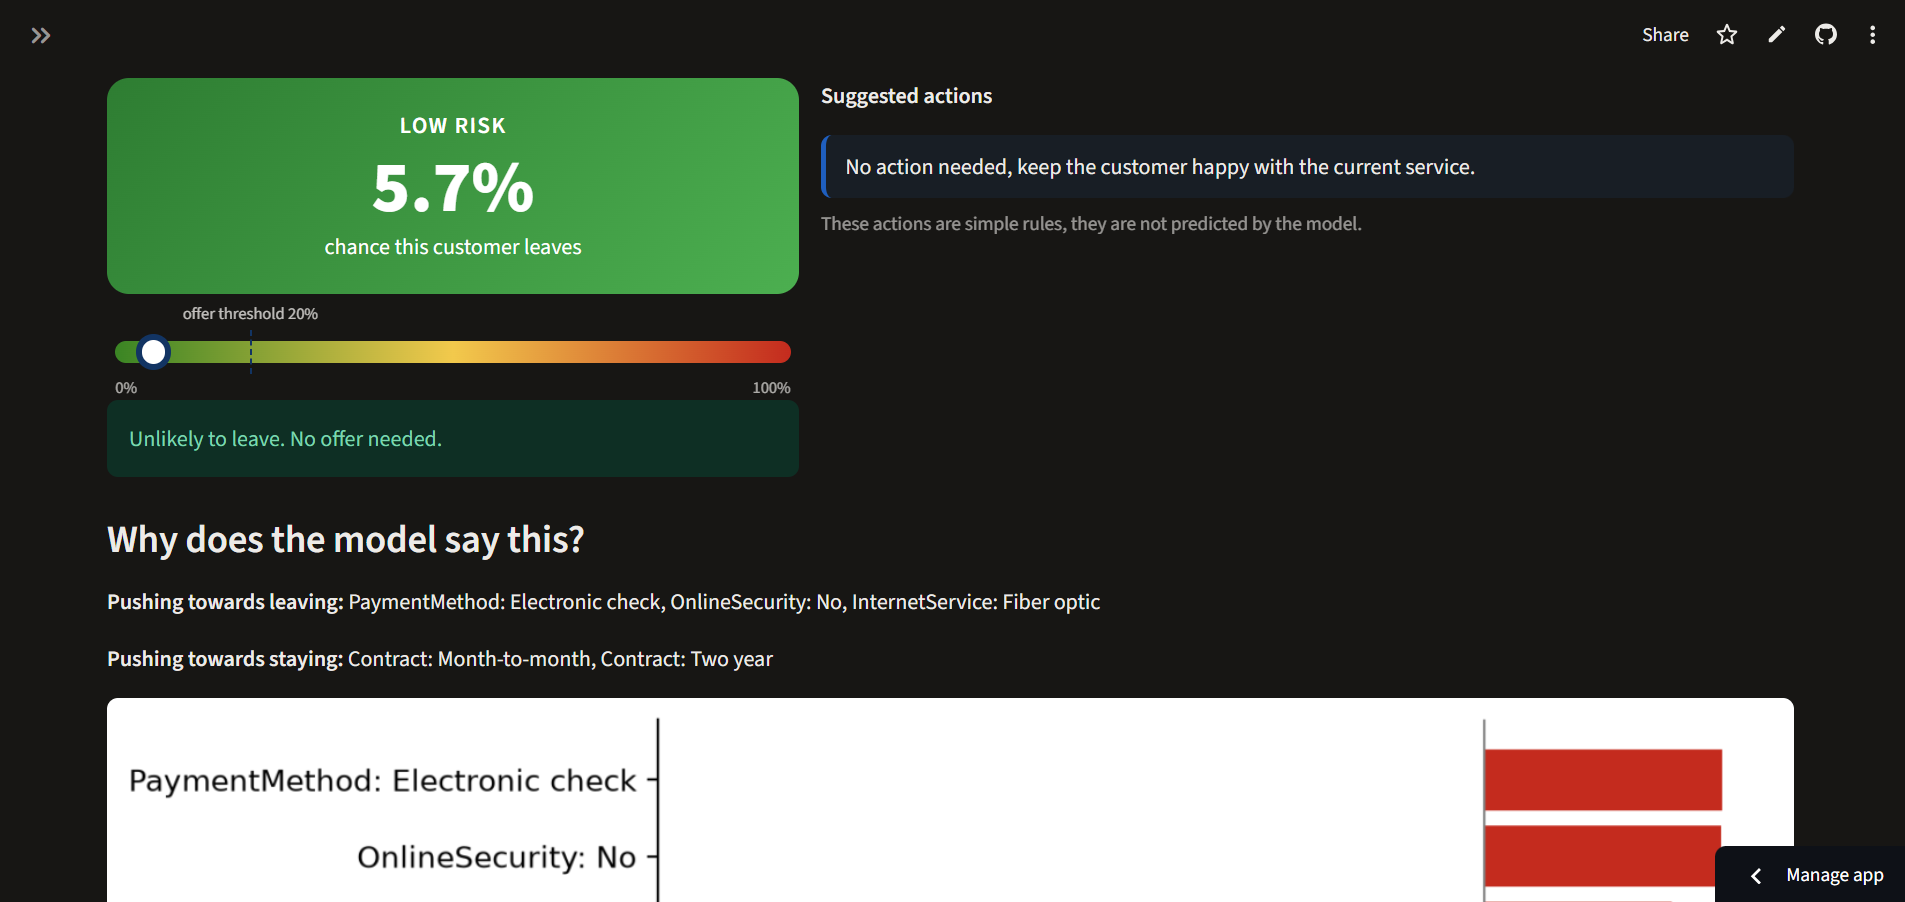 Share
LOW RISK
5.7%
chance this customer leaves
offer threshold 20%
0%
100%
Unlikely to leave. No offer needed.
Suggested actions
No action needed, keep the customer happy with the current service.
These actions are simple rules, they are not predicted by the model.
Why does the model say this?
Pushing towards leaving: PaymentMethod: Electronic check, OnlineSecurity: No, InternetService: Fiber optic
Pushing towards staying: Contract: Month-to-month, Contract: Two year
PaymentMethod: Electronic check
OnlineSecurity: No
Manage app